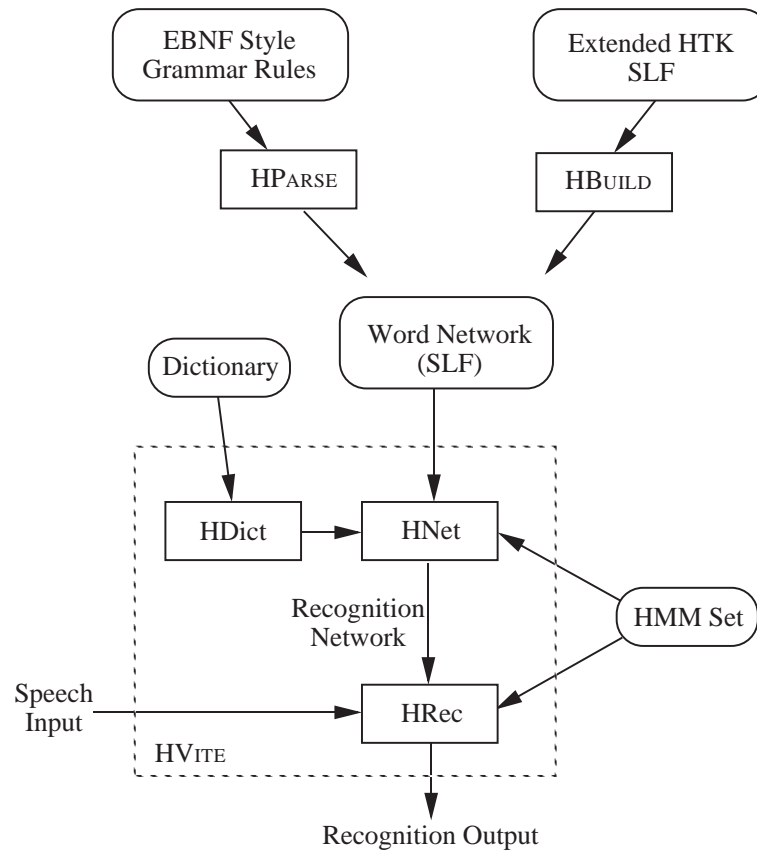 EBNF Style
Grammar Rules
Extended HTK
SLF
HPARSE
HBUILD
Word Network
(SLF)
Dictionary
HDict
HNet
Recognition
Network
HMM Set
Speech
Input
HRec
HVITE
Recognition Output